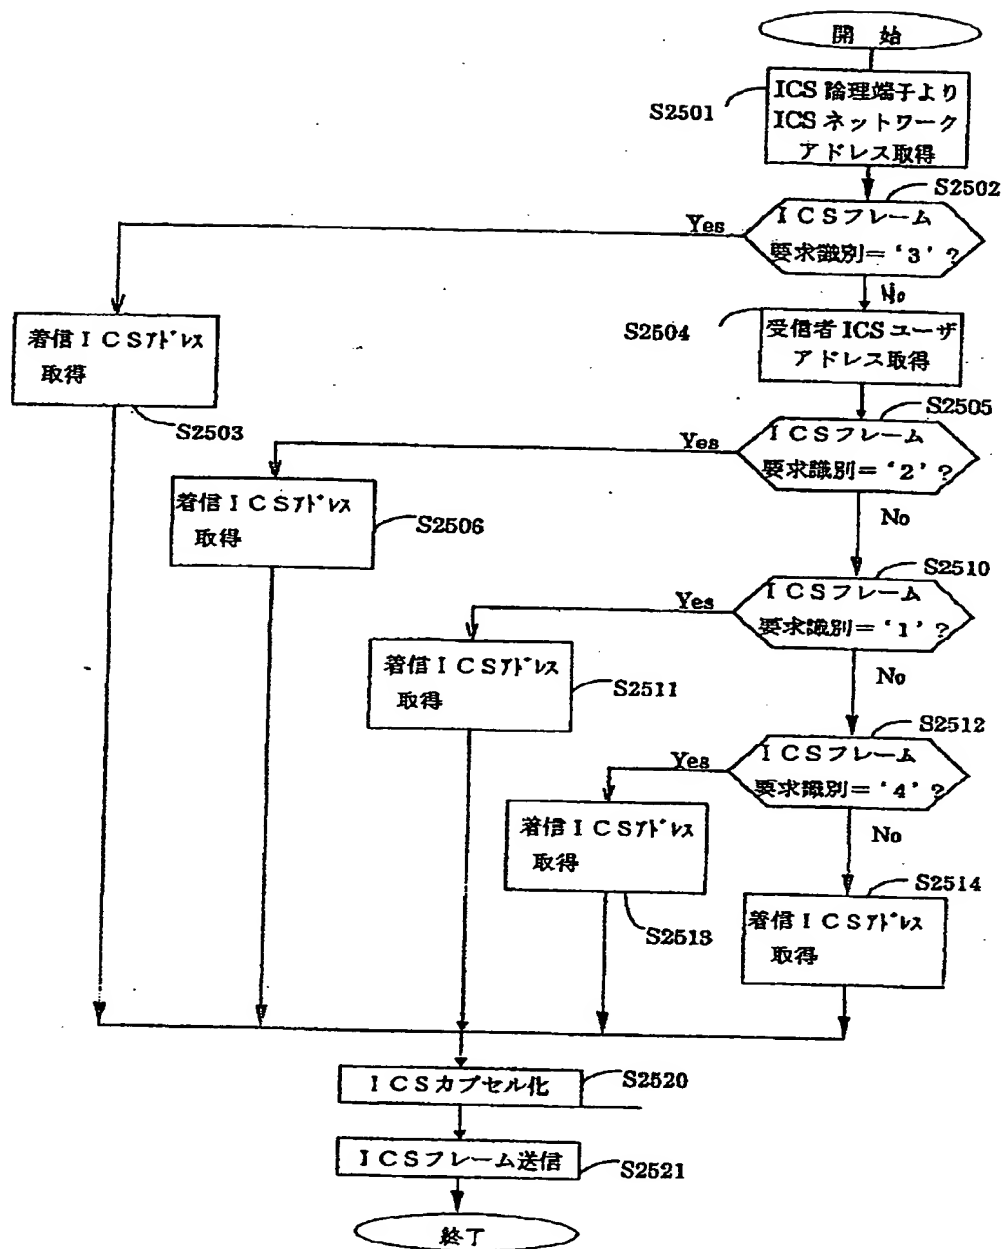 開 始
S2501
ICS 論理端子より
ICS ネットワーク
アドレス取得
S2502
ICSフレーム
要求識別=‘3’?
Yes
No
着信ICSアドレス
取得
S2503
S2504
受信者 ICS ユーザ
アドレス取得
S2505
ICSフレーム
要求識別=‘2’?
Yes
No
着信ICSアドレス
取得
S2506
S2510
ICSフレーム
要求識別=‘1’?
Yes
No
着信ICSアドレス
取得
S2511
S2512
ICSフレーム
要求識別=‘4’?
Yes
No
着信ICSアドレス
取得
S2513
S2514
着信ICSアドレス
取得
ICSカプセル化
S2520
ICSフレーム送信
S2521
終了